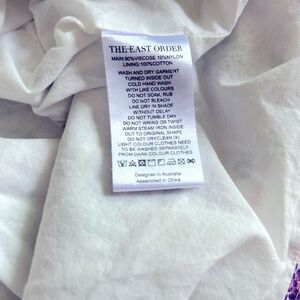 THE EAST ORDER
MAIN:90%VISCOSE 10%NYLON
LINING:100%COTTON
WASH AND DRY GARMENT
TURNED INSIDE OUT
COLD HAND WASH
WITH LIKE COLOURS
DO NOT SOAK, RUB
DO NOT BLEACH
LINE DRY IN SHADE
WITHOUT DELAY
DO NOT TUMBLE DRY
DO NOT WRING OR TWIST
WARM STEAM IRON INSIDE
OUT TO ORIGINAL SHAPE
DO NOT DRYCLEAN (X)
LIGHT COLOUR CLOTHES NEED
TO BE WASHED SEPARATELY
FROM DARK COLOUR CLOTHES
Designed in Australia
Assembled in China